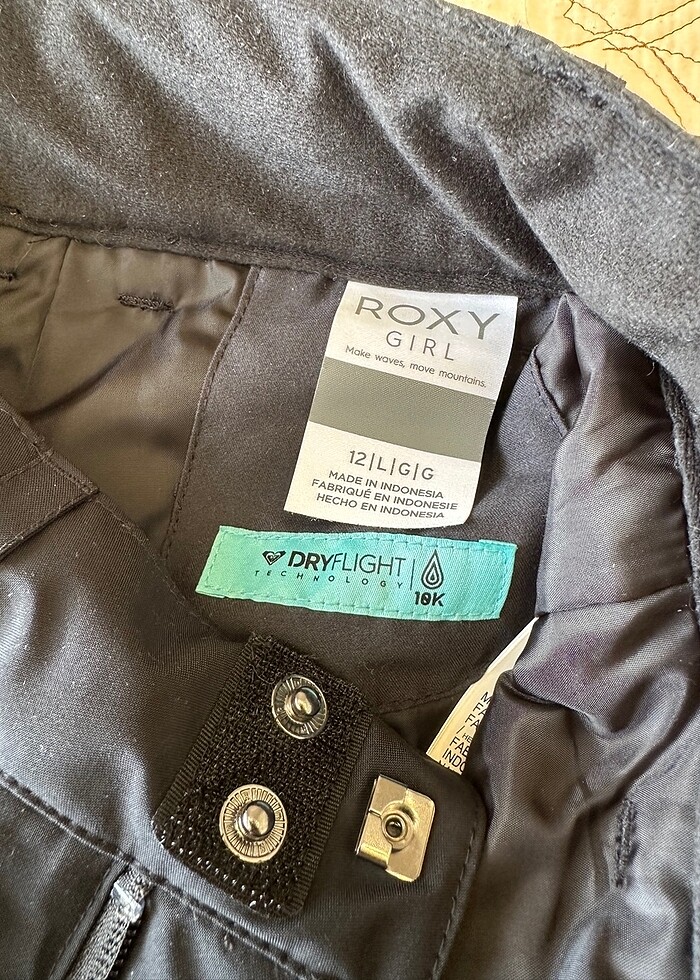 ROXY
GIRL
Make waves, move mountains.
12|L|G|G
MADE IN INDONESIA
FABRIQUÉ EN INDONESIE
HECHO EN INDONESIA
DRYFLIGHT
TECHNOLOGY
10K